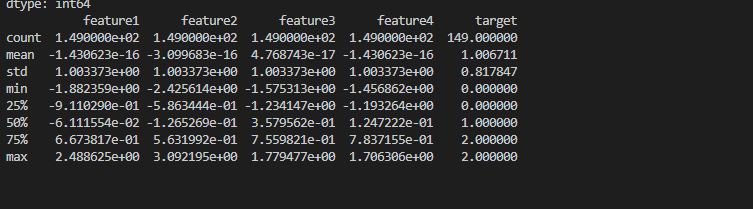 dtype: int64
feature1 feature2 feature3 feature4 target
count 1.490000e+02 1.490000e+02 1.490000e+02 1.490000e+02 149.000000
mean -1.430623e-16 -3.099683e-16 4.768743e-17 -1.430623e-16 1.006711
std 1.003373e+00 1.003373e+00 1.003373e+00 1.003373e+00 0.817847
min -1.882359e+00 -2.425614e+00 -1.575313e+00 -1.456862e+00 0.000000
25% -9.110290e-01 -5.863444e-01 -1.234147e+00 -1.193264e+00 0.000000
50% -6.111554e-02 -1.265269e-01 3.579562e-01 1.247222e-01 1.000000
75% 6.673817e-01 5.631992e-01 7.559821e-01 7.837155e-01 2.000000
max 2.488625e+00 3.092195e+00 1.779477e+00 1.706306e+00 2.000000